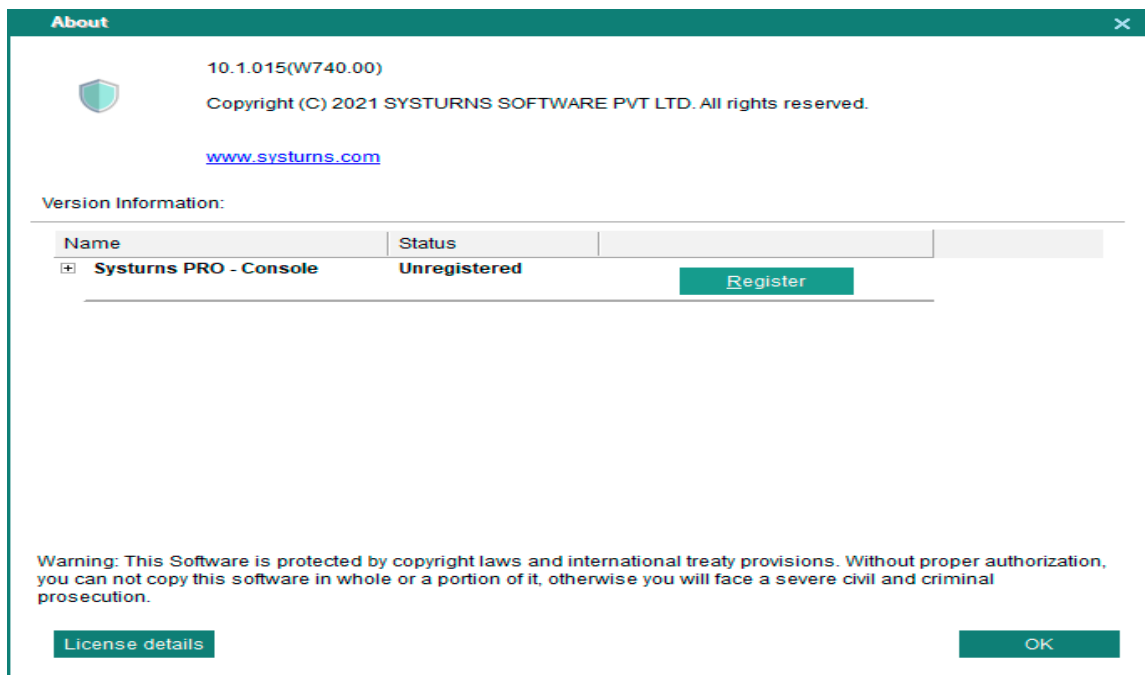 About
10.1.015(W740.00)
Copyright (C) 2021 SYSTURNS SOFTWARE PVT LTD. All rights reserved.
www.systurns.com
Version Information:
Name Status
Systurns PRO - Console Unregistered
Register
Warning: This Software is protected by copyright laws and international treaty provisions. Without proper authorization,
you can not copy this software in whole or a portion of it, otherwise you will face a severe civil and criminal
prosecution.
License details OK